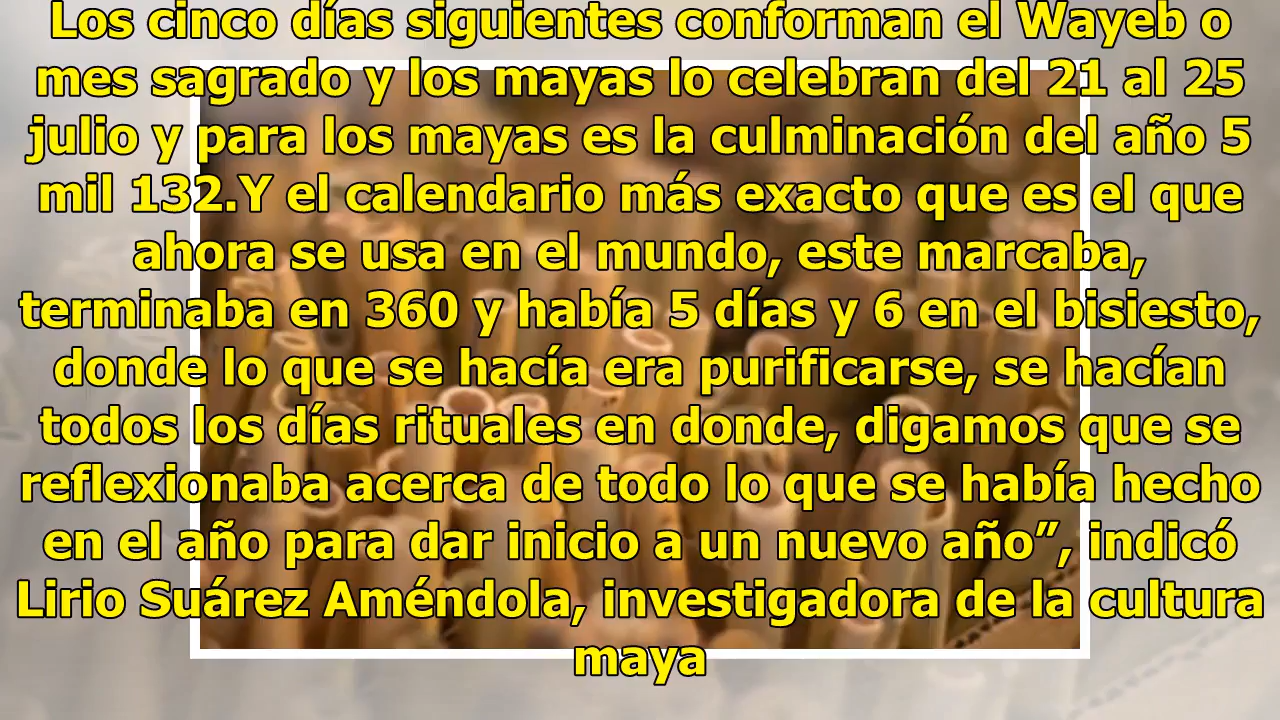 Los cinco días siguientes conforman el Wayeb o
mes sagrado y los mayas lo celebran del 21 al 25
julio y para los mayas es la culminación del año 5
mil 132.Y el calendario más exacto que es el que
ahora se usa en el mundo, este marcaba,
terminaba en 360 y había 5 días y 6 en el bisiesto,
donde lo que se hacía era purificarse, se hacían
todos los días rituales en donde, digamos que se
reflexionaba acerca de todo lo que se había hecho
en el año para dar inicio a un nuevo año”, indicó
Lirio Suárez Améndola, investigadora de la cultura
maya